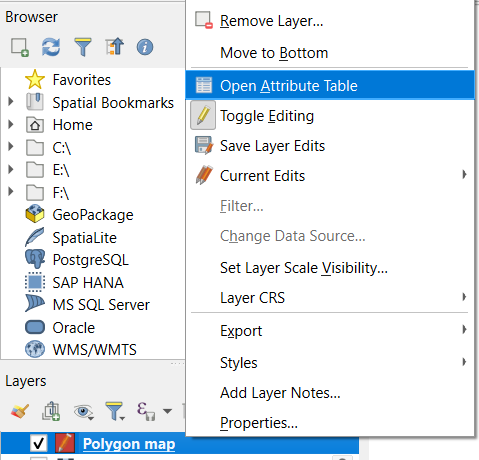 Browser
Favorites
Spatial Bookmarks
Home
C:\
E:\
F:\
GeoPackage
SpatiaLite
PostgreSQL
SAP HANA
MS SQL Server
Oracle
WMS/WMTS
Layers
Polygon map
Remove Layer…
Move to Bottom
Open Attribute Table
Toggle Editing
Save Layer Edits
Current Edits
Filter…
Change Data Source…
Set Layer Scale Visibility…
Layer CRS
Export
Styles
Add Layer Notes…
Properties…